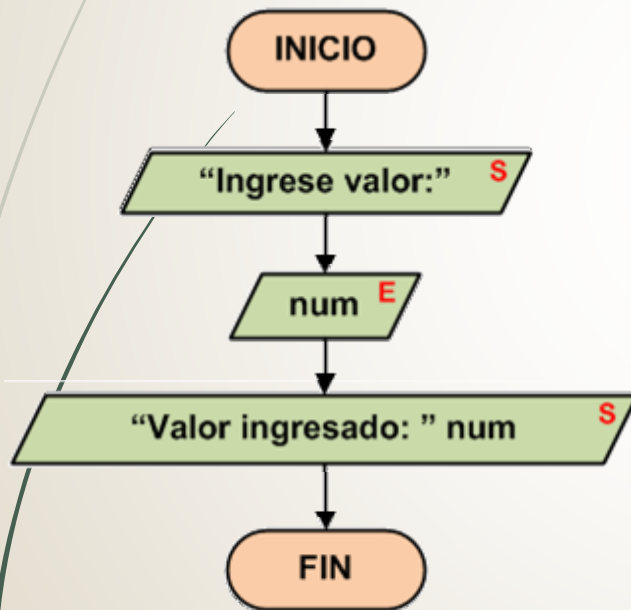 INICIO
“Ingrese valor:” S
num E
“Valor ingresado: ” num S
FIN